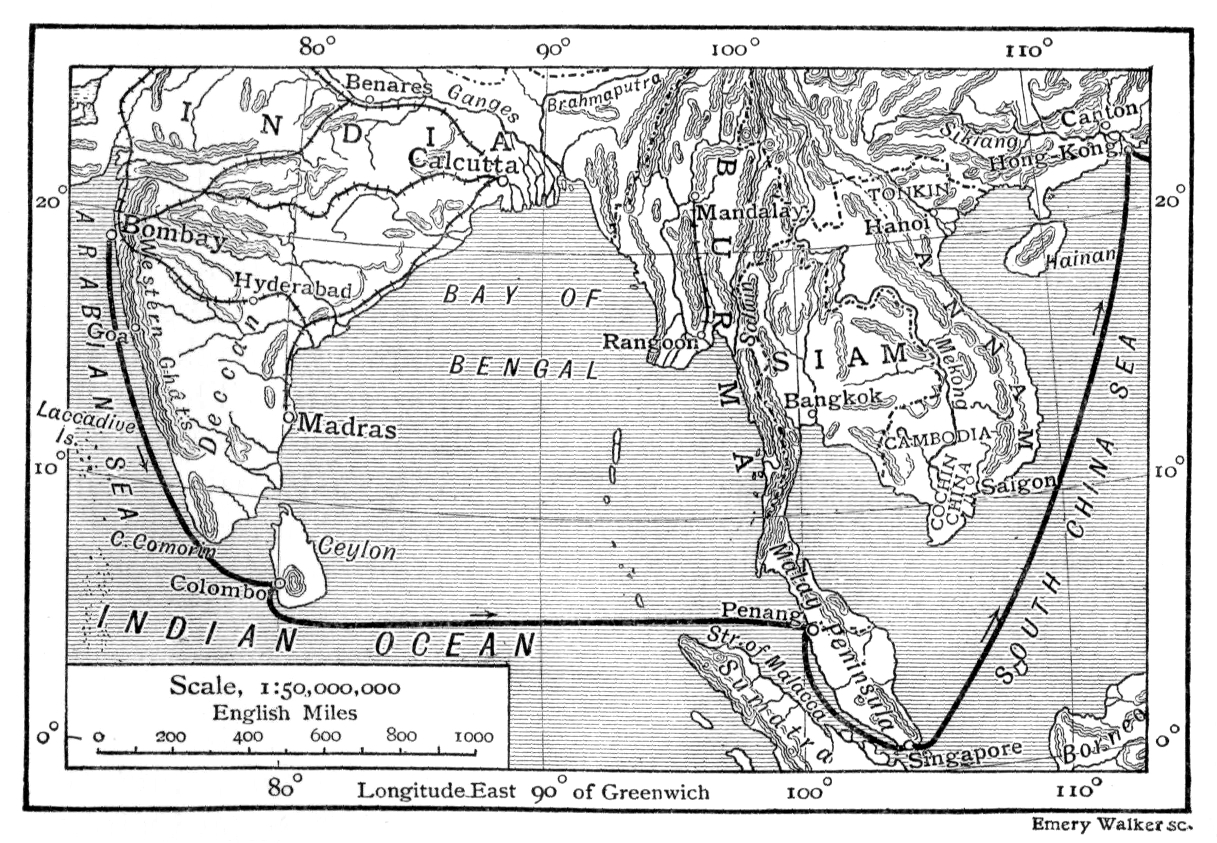 80° 90° 100° 110°
Benares
Ganges
Brahmaputra
Canton
Sikiang
Hong-Kong
INDIA
Calcutta
20°
20°
TONKIN
Mandalay
Hanoi
Bombay
Hainan
Western Ghâts
Hyderabad
BAY OF
BENGAL
BURMA
Salwin
Goa
Rangoon
SIAM
Mekong
ANNAM
ARABIAN SEA
Deccan
Bangkok
Laccadive
Is.
Madras
CAMBODIA
10°
10°
COCHIN
CHINA
Saigon
C. Comorin
Ceylon
Malay Peninsula
Colombo
Penang
SOUTH CHINA SEA
INDIAN OCEAN
Str. of Malacca
Sumatra
Scale, 1:50,000,000
English Miles
0 200 400 600 800 1000
0°
0°
Singapore
Borneo
80° Longitude East 90° of Greenwich 100° 110°
Emery Walker sc.